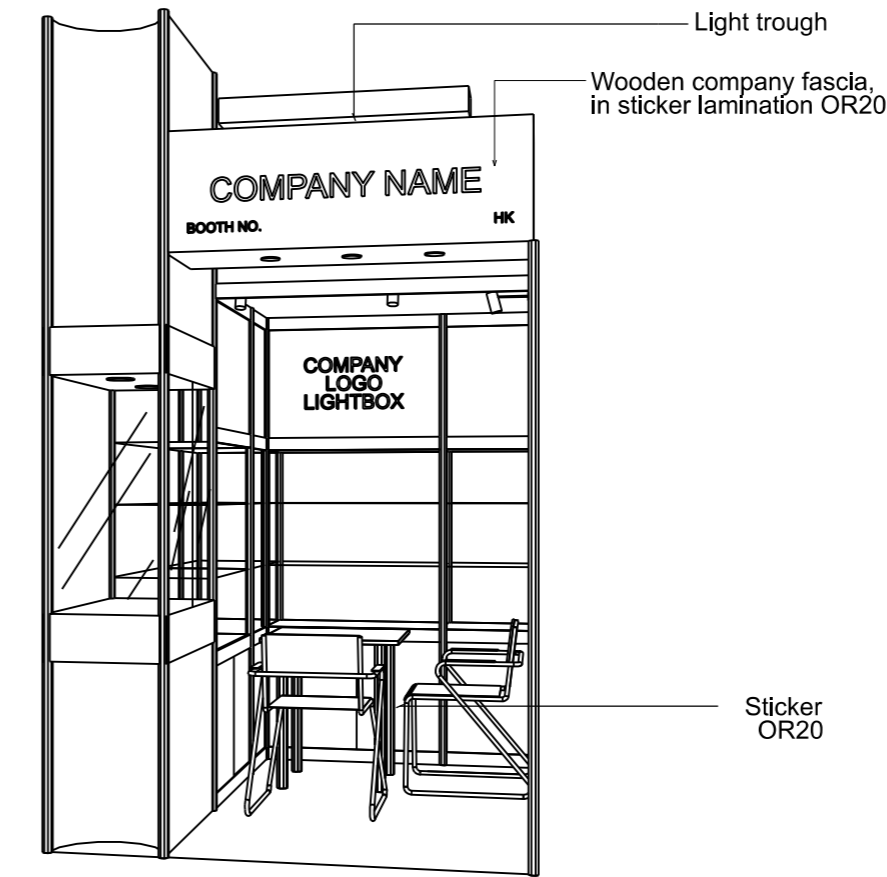 Light trough
Wooden company fascia,
in sticker lamination OR20
COMPANY NAME
BOOTH NO.
HK
COMPANY
LOGO
LIGHTBOX
Sticker
OR20